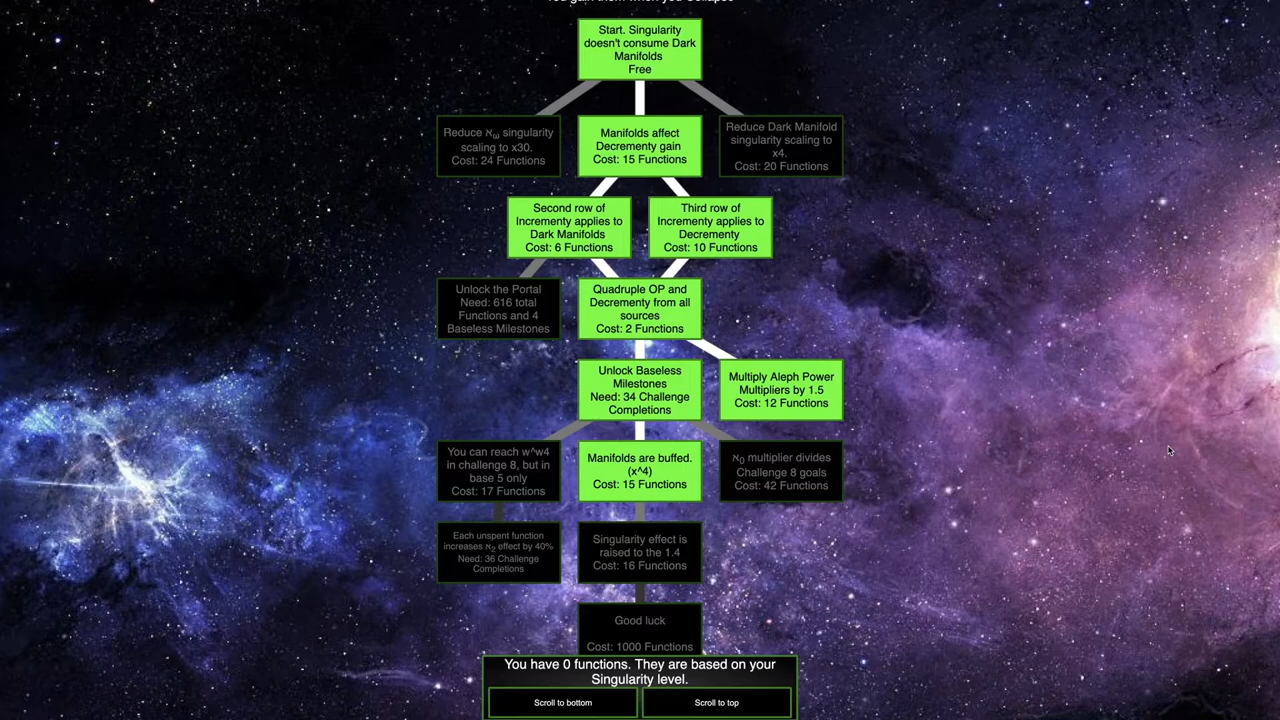 You gain them when you Collapse
Start. Singularity
doesn't consume Dark
Manifolds
Free
Reduce ℵω singularity
scaling to x30.
Cost: 24 Functions
Manifolds affect
Decrementy gain
Cost: 15 Functions
Reduce Dark Manifold
singularity scaling to
x4.
Cost: 20 Functions
Second row of
Incrementy applies to
Dark Manifolds
Cost: 6 Functions
Third row of
Incrementy applies to
Decrementy
Cost: 10 Functions
Unlock the Portal
Need: 616 total
Functions and 4
Baseless Milestones
Quadruple OP and
Decrementy from all
sources
Cost: 2 Functions
Unlock Baseless
Milestones
Need: 34 Challenge
Completions
Multiply Aleph Power
Multipliers by 1.5
Cost: 12 Functions
You can reach w^w4
in challenge 8, but in
base 5 only
Cost: 17 Functions
Manifolds are buffed.
(x^4)
Cost: 15 Functions
ℵ0 multiplier divides
Challenge 8 goals
Cost: 42 Functions
Each unspent function
increases ℵ2 effect by 40%
Need: 36 Challenge
Completions
Singularity effect is
raised to the 1.4
Cost: 16 Functions
Good luck
Cost: 1000 Functions
You have 0 functions. They are based on your
Singularity level.
Scroll to bottom
Scroll to top